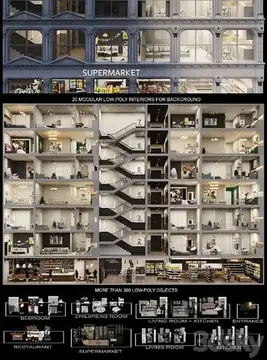 SUPERMARKET
20 MODULAR LOW-POLY INTERIORS FOR BACKGROUND
MORE THAN 300 LOW-POLY OBJECTS
BEDROOM
CHILDRENS ROOM
LIVING ROOM + KITCHEN
ENTRANCE
RESTAURANT
SUPERMARKET
LIVING ROOM